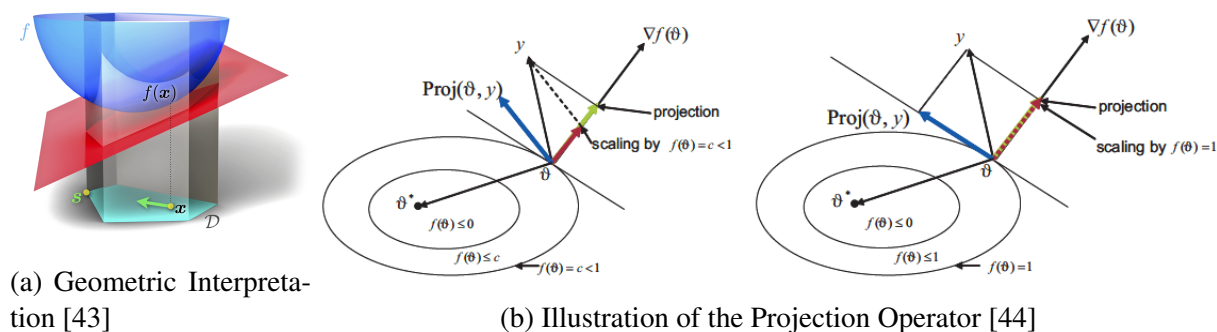 f
f(x)
s
x
D
(a) Geometric Interpreta-
tion [43]
y
∇f(ϑ)
Proj(ϑ, y)
projection
scaling by f(ϑ) = c < 1
ϑ
ϑ*
f(ϑ) ≤ 0
f(ϑ) ≤ c
f(ϑ) = c < 1
y
∇f(ϑ)
Proj(ϑ, y)
projection
scaling by f(ϑ) = 1
ϑ
ϑ*
f(ϑ) ≤ 0
f(ϑ) ≤ 1
f(ϑ) = 1
(b) Illustration of the Projection Operator [44]